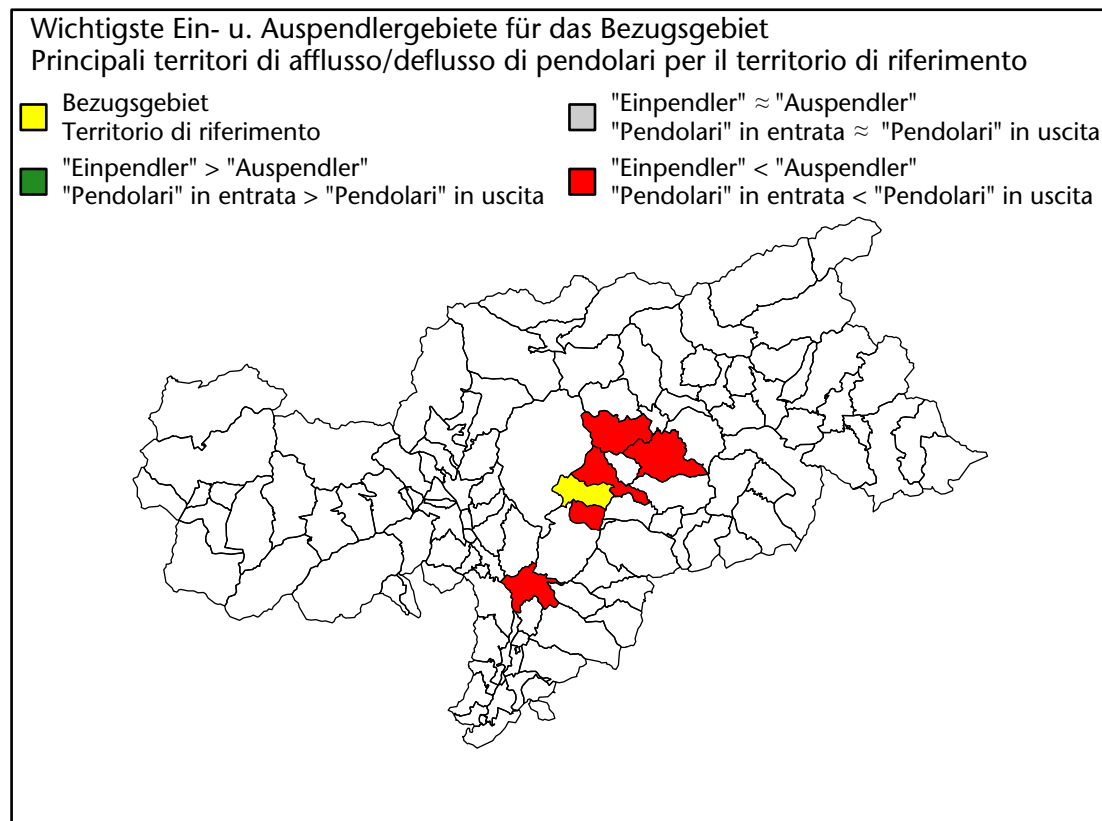 Wichtigste Ein- u. Auspendlergebiete für das Bezugsgebiet
Principali territori di afflusso/deflusso di pendolari per il territorio di riferimento
Bezugsgebiet
Territorio di riferimento
"Einpendler" > "Auspendler"
"Pendolari" in entrata > "Pendolari" in uscita
"Einpendler" ≈ "Auspendler"
"Pendolari" in entrata ≈ "Pendolari" in uscita
"Einpendler" < "Auspendler"
"Pendolari" in entrata < "Pendolari" in uscita